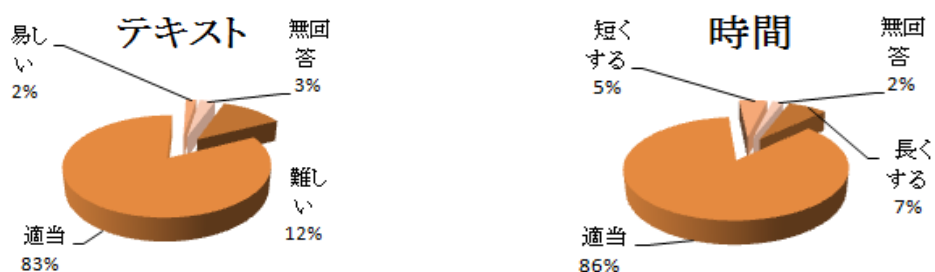 テキスト
易し
い
2%
無回
答
3%
難し
い
12%
適当
83%
時間
短く
する
5%
無回
答
2%
長く
する
7%
適当
86%